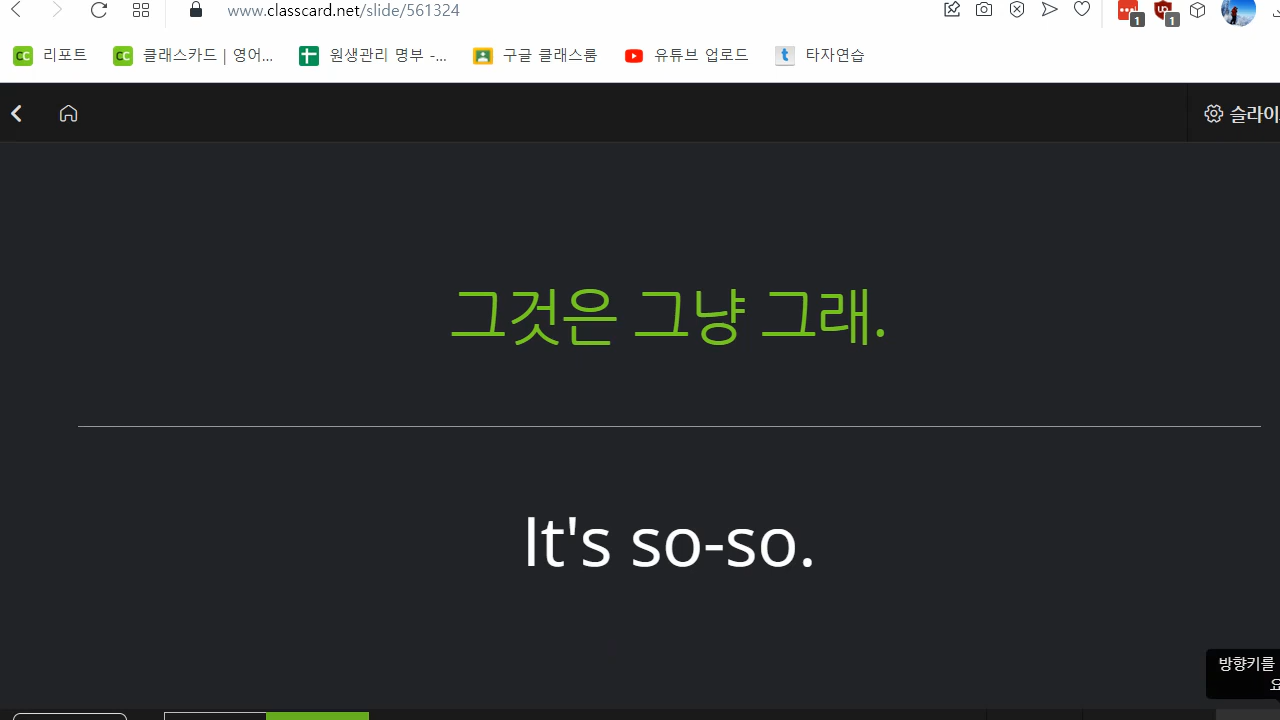 www.classcard.net/slide/561324
1
1
리포트
클래스카드 | 영어...
원생관리 명부 -...
구글 클래스룸
유튜브 업로드
타자연습
그것은 그냥 그래.
It's so-so.
방향키를